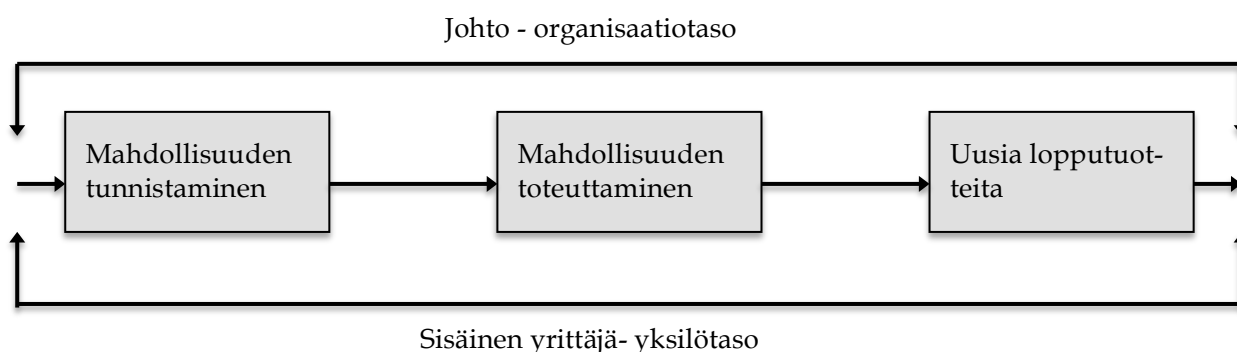 Johto - organisaatiotaso
Mahdollisuuden
tunnistaminen
Mahdollisuuden
toteuttaminen
Uusia lopputuot-
teita
Sisäinen yrittäjä- yksilötaso